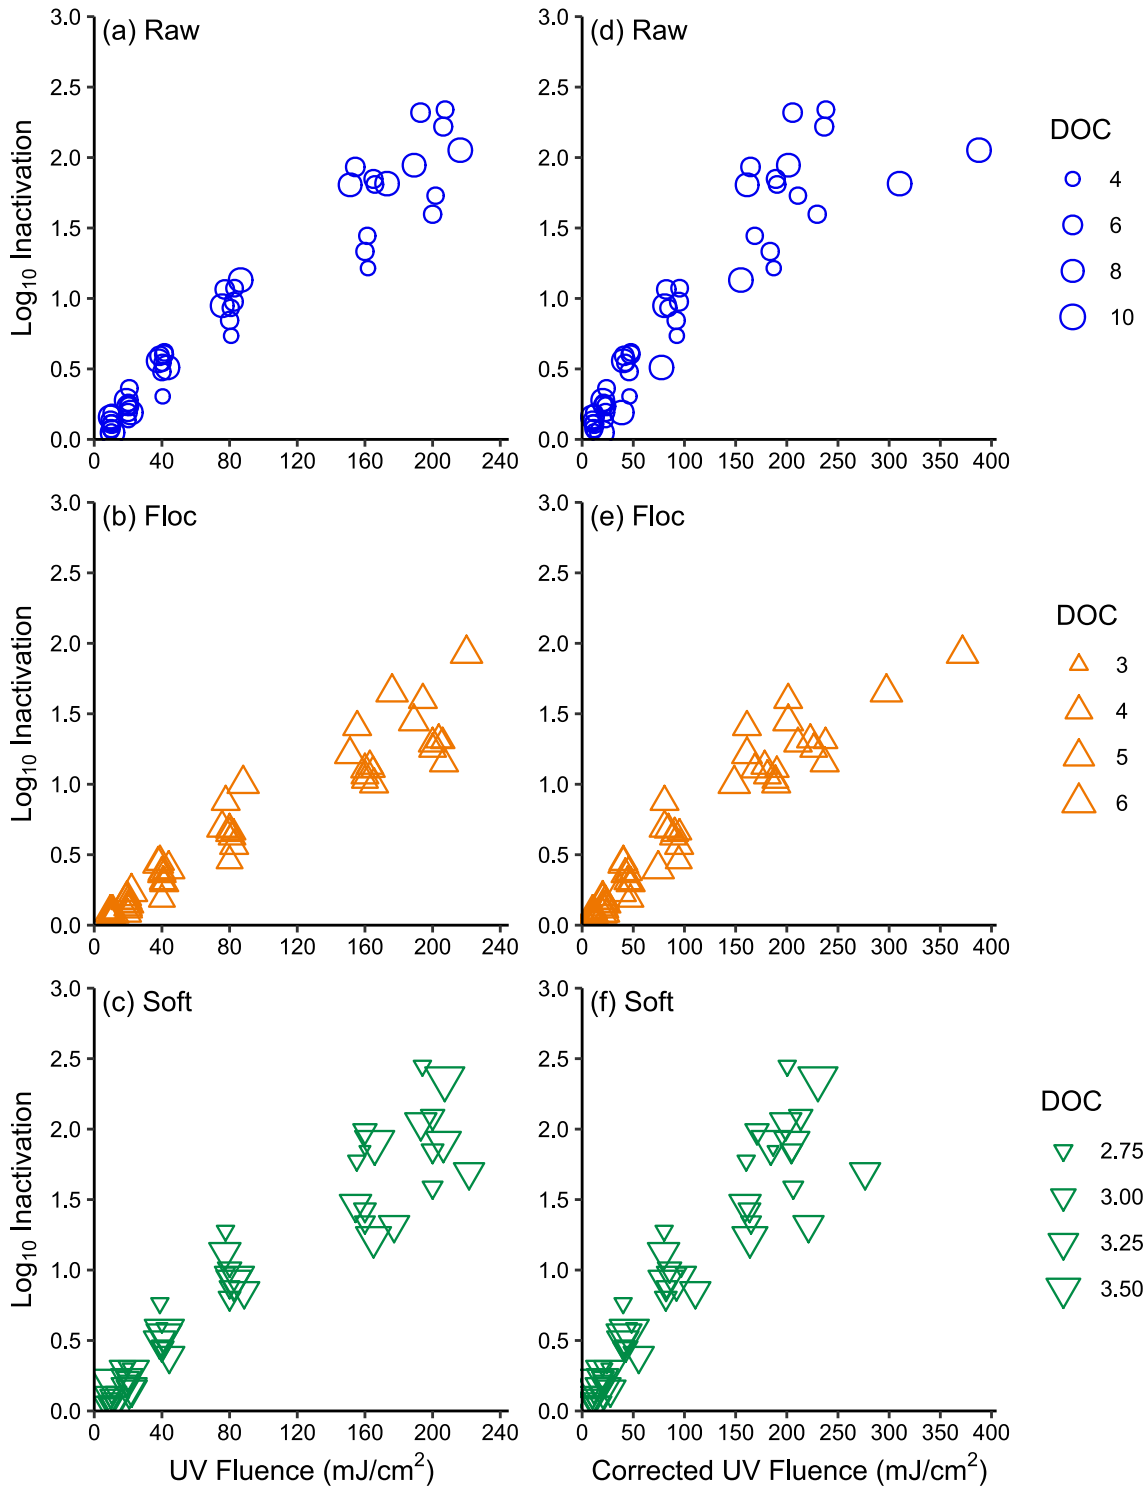 (a) Raw
3.0
2.5
2.0
1.5
1.0
0.5
0.0
Log10 Inactivation
0 40 80 120 160 200 240
(d) Raw
3.0
2.5
2.0
1.5
1.0
0.5
0.0
0 50 100 150 200 250 300 350 400
DOC
4
6
8
10
(b) Floc
3.0
2.5
2.0
1.5
1.0
0.5
0.0
Log10 Inactivation
0 40 80 120 160 200 240
(e) Floc
3.0
2.5
2.0
1.5
1.0
0.5
0.0
0 50 100 150 200 250 300 350 400
DOC
3
4
5
6
(c) Soft
3.0
2.5
2.0
1.5
1.0
0.5
0.0
Log10 Inactivation
0 40 80 120 160 200 240
UV Fluence (mJ/cm2)
(f) Soft
3.0
2.5
2.0
1.5
1.0
0.5
0.0
0 50 100 150 200 250 300 350 400
Corrected UV Fluence (mJ/cm2)
DOC
2.75
3.00
3.25
3.50